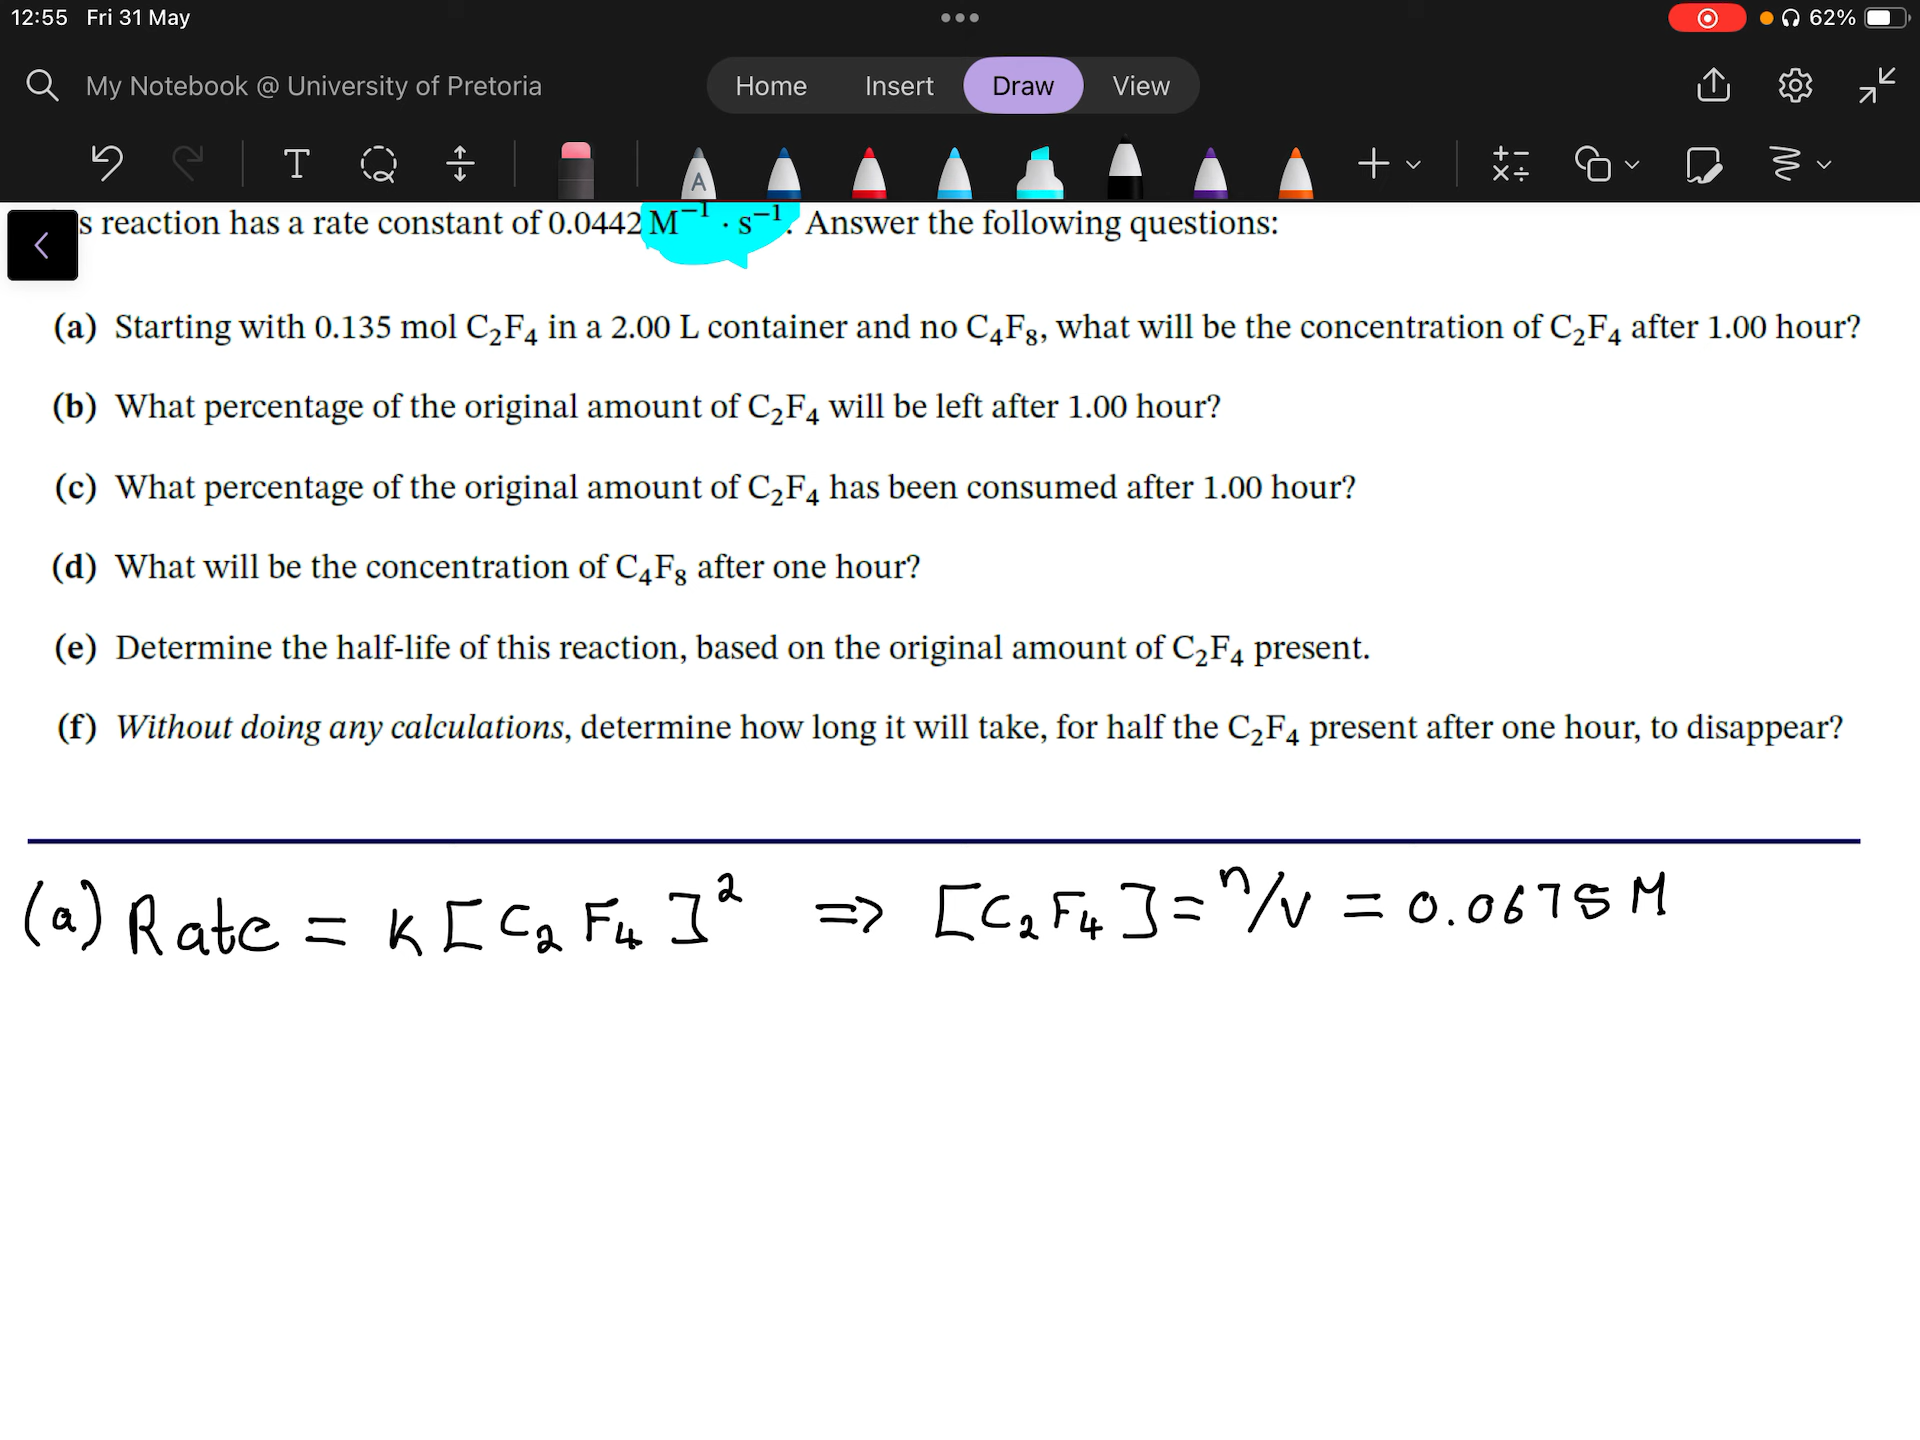 12:55 Fri 31 May 62%
My Notebook @ University of Pretoria Home Insert Draw View
T A
s reaction has a rate constant of 0.0442 M⁻¹ · s⁻¹. Answer the following questions:
(a) Starting with 0.135 mol C₂F₄ in a 2.00 L container and no C₄F₈, what will be the concentration of C₂F₄ after 1.00 hour?
(b) What percentage of the original amount of C₂F₄ will be left after 1.00 hour?
(c) What percentage of the original amount of C₂F₄ has been consumed after 1.00 hour?
(d) What will be the concentration of C₄F₈ after one hour?
(e) Determine the half-life of this reaction, based on the original amount of C₂F₄ present.
(f) Without doing any calculations, determine how long it will take, for half the C₂F₄ present after one hour, to disappear?
(a) Rate = K[C₂F₄]² => [C₂F₄] = n/v = 0.0675 M